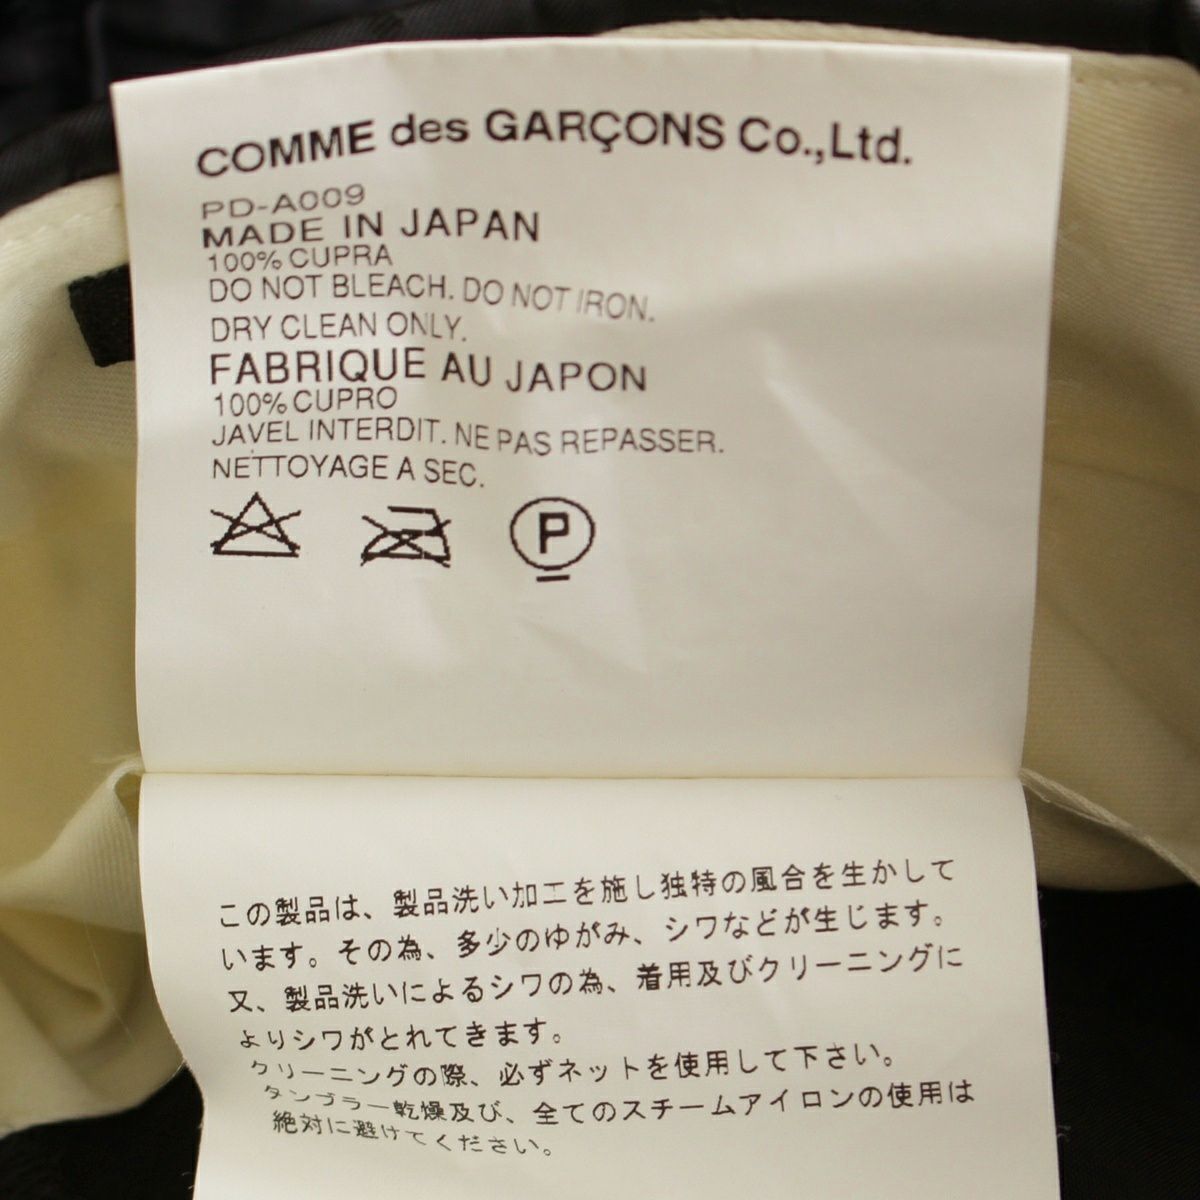 COMME des GARÇONS Co.,Ltd.
PD-A009
MADE IN JAPAN
100% CUPRA
DO NOT BLEACH. DO NOT IRON.
DRY CLEAN ONLY.
FABRIQUE AU JAPON
100% CUPRO
JAVEL INTERDIT. NE PAS REPASSER.
NETTOYAGE A SEC.
P
この製品は、製品洗い加工を施し独特の風合を生かして
います。その為、多少のゆがみ、シワなどが生じます。
又、製品洗いによるシワの為、着用及びクリーニングに
よりシワがとれてきます。
クリーニングの際、必ずネットを使用して下さい。
タンブラー乾燥及び、全てのスチームアイロンの使用は
絶対に避けてください。